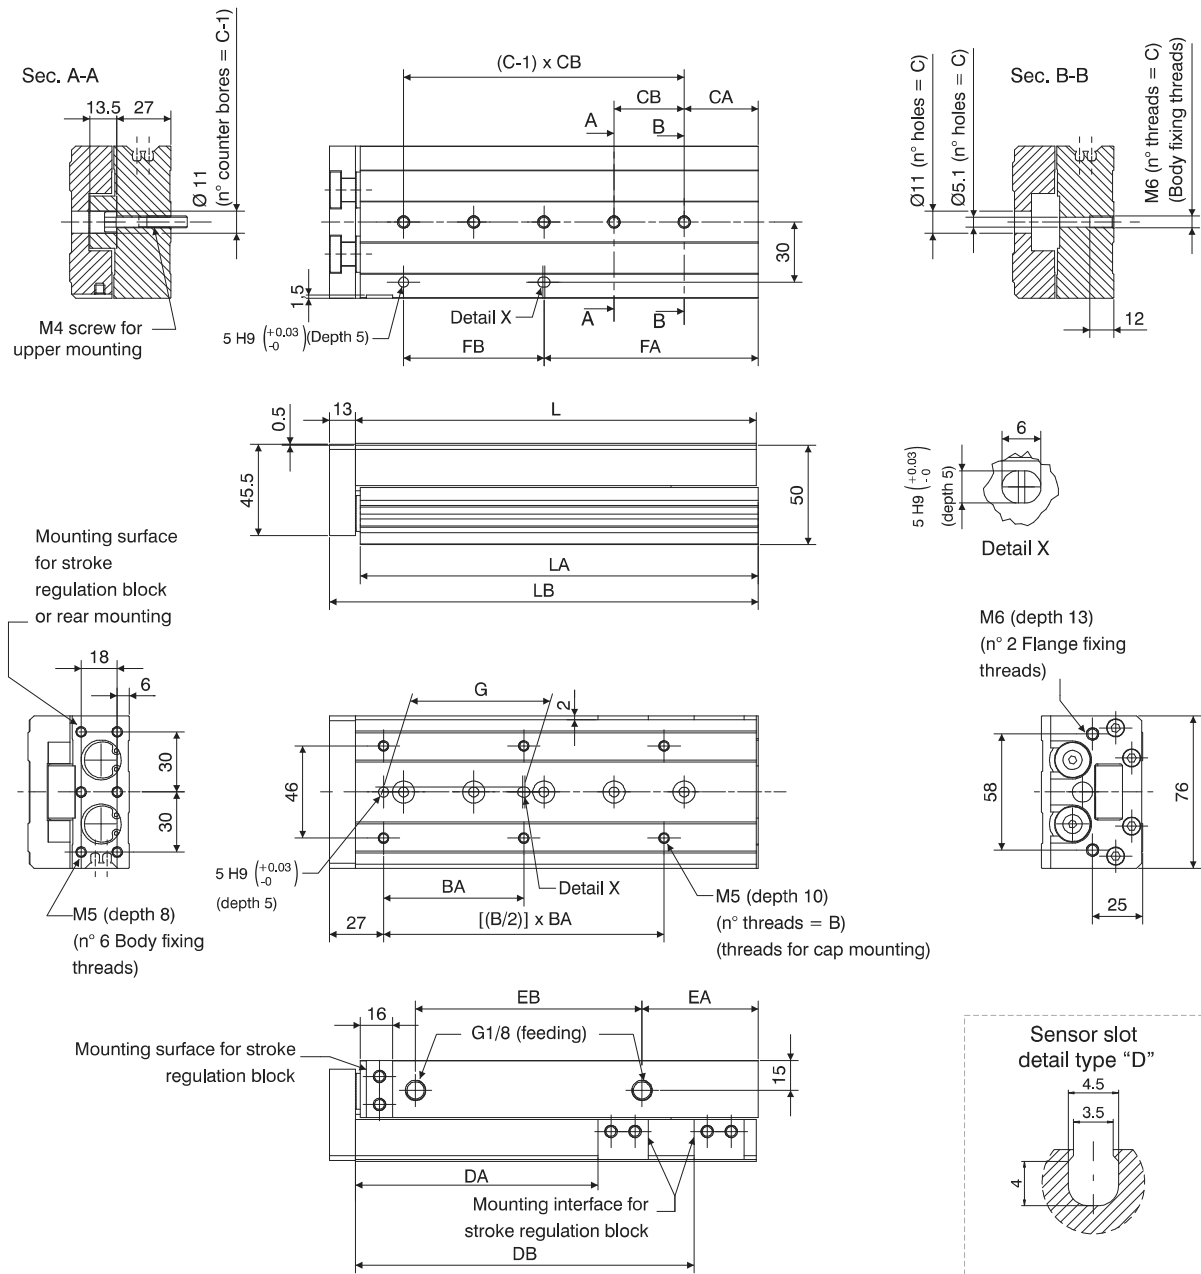 Sec. A-A
13.5
27
Ø 11
(n° counter bores = C-1)
M4 screw for
upper mounting
(C-1) x CB
CB
CA
A
B
30
1,5
5 H9 (+0.03 -0) (Depth 5)
Detail X
A
B
FB
FA
Sec. B-B
Ø11 (n° holes = C)
Ø5.1 (n° holes = C)
M6 (n° threads = C)
(Body fixing threads)
12
0.5
13
L
45.5
50
LA
LB
6
5 H9 (+0.03 -0)
(depth 5)
Detail X
Mounting surface
for stroke
regulation block
or rear mounting
18
6
30
30
M5 (depth 8)
(n° 6 Body fixing
threads)
G
2
46
5 H9 (+0.03 -0)
(depth 5)
BA
Detail X
27
[(B/2)] x BA
M5 (depth 10)
(n° threads = B)
(threads for cap mounting)
M6 (depth 13)
(n° 2 Flange fixing
threads)
58
76
25
EB
EA
16
G1/8 (feeding)
15
Mounting surface for stroke
regulation block
DA
Mounting interface for
stroke regulation block
DB
Sensor slot
detail type “D”
4.5
3.5
4